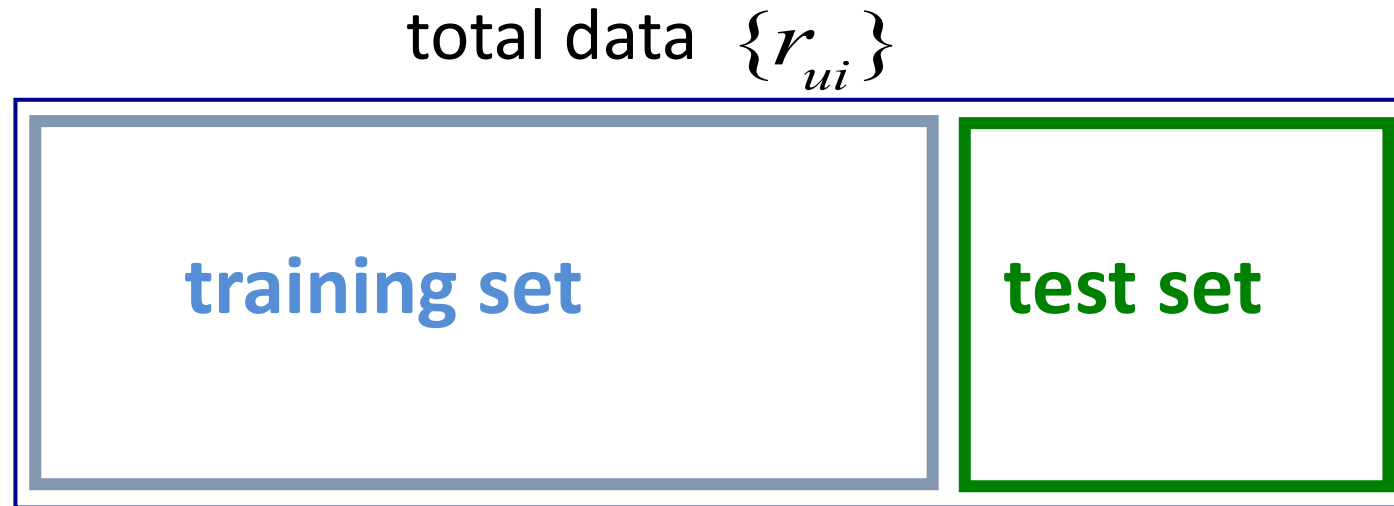 total data {r_ui}
training set
test set